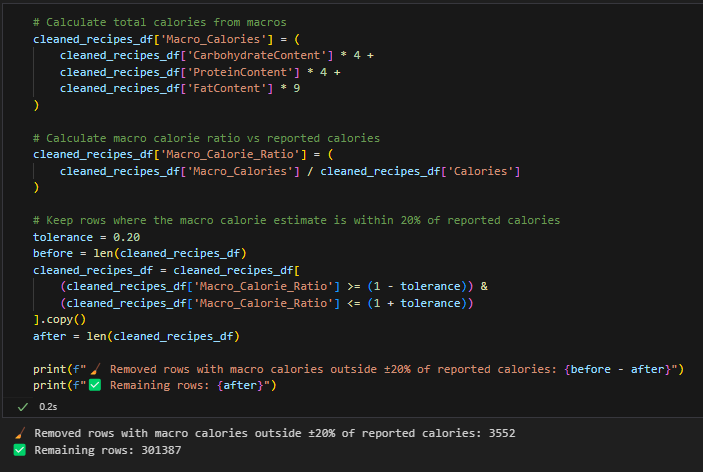 # Calculate total calories from macros
cleaned_recipes_df['Macro_Calories'] = (
    cleaned_recipes_df['CarbohydrateContent'] * 4 +
    cleaned_recipes_df['ProteinContent'] * 4 +
    cleaned_recipes_df['FatContent'] * 9
)

# Calculate macro calorie ratio vs reported calories
cleaned_recipes_df['Macro_Calorie_Ratio'] = (
    cleaned_recipes_df['Macro_Calories'] / cleaned_recipes_df['Calories']
)

# Keep rows where the macro calorie estimate is within 20% of reported calories
tolerance = 0.20
before = len(cleaned_recipes_df)
cleaned_recipes_df = cleaned_recipes_df[
    (cleaned_recipes_df['Macro_Calorie_Ratio'] >= (1 - tolerance)) &
    (cleaned_recipes_df['Macro_Calorie_Ratio'] <= (1 + tolerance))
].copy()
after = len(cleaned_recipes_df)

print(f"🧹 Removed rows with macro calories outside ±20% of reported calories: {before - after}")
print(f"✅ Remaining rows: {after}")
✓ 0.2s
🧹 Removed rows with macro calories outside ±20% of reported calories: 3552
✅ Remaining rows: 301387